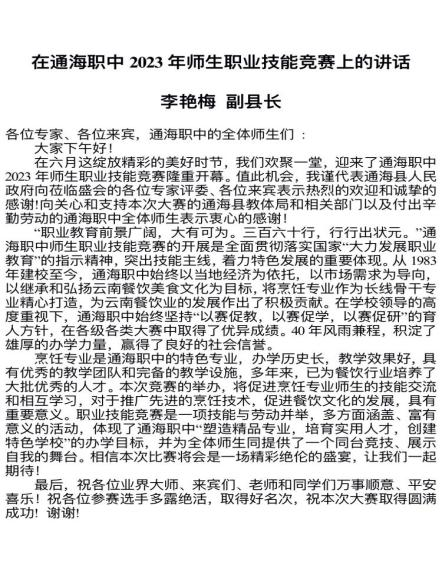 在通海职中 2023 年师生职业技能竞赛上的讲话
李艳梅 副县长
各位专家、各位来宾，通海职中的全体师生们 ：
大家下午好！
在六月这绽放精彩的美好时节，我们欢聚一堂，迎来了通海职中
2023 年师生职业技能竞赛隆重开幕。值此机会，我谨代表通海县人民
政府向莅临盛会的各位专家评委、各位来宾表示热烈的欢迎和诚挚的
感谢!向关心和支持本次大赛的通海县教体局和相关部门以及付出辛
勤劳动的通海职中全体师生表示衷心的感谢！
“职业教育前景广阔，大有可为。三百六十行，行行出状元。”通
海职中师生职业技能竞赛的开展是全面贯彻落实国家“大力发展职业
教育”的指示精神，突出技能主线，着力特色发展的重要体现。从 1983
年建校至今，通海职中始终以当地经济为依托，以市场需求为导向，
以继承和弘扬云南餐饮美食文化为目标，将烹饪专业作为长线骨干专
业精心打造，为云南餐饮业的发展作出了积极贡献。在学校领导的高
度重视下，通海职中始终坚持“以赛促教，以赛促学，以赛促研”的育
人方针，在各级各类大赛中取得了优异成绩。40 年风雨兼程，积淀了
雄厚的办学力量，赢得了良好的社会信誉。
烹饪专业是通海职中的特色专业，办学历史长，教学效果好，具
有优秀的教学团队和完备的教学设施，多年来，已为餐饮行业培养了
大批优秀的人才。本次竞赛的举办，将促进烹饪专业师生的技能交流
和相互学习，对于推广先进的烹饪技术，促进餐饮文化的发展，具有
重要意义。职业技能竞赛是一项技能与劳动并举，多方面涵盖、富有
意义的活动，体现了通海职中“塑造精品专业，培育实用人才，创建
特色学校”的办学目标，并为全体师生同提供了一个同台竞技、展示
自我的舞台。相信本次比赛将会是一场精彩绝伦的盛宴，让我们一起
期待！
最后，祝各位业界大师、来宾们、老师和同学们万事顺意、平安
喜乐！祝各位参赛选手多露绝活，取得好名次，祝本次大赛取得圆满
成功！谢谢!